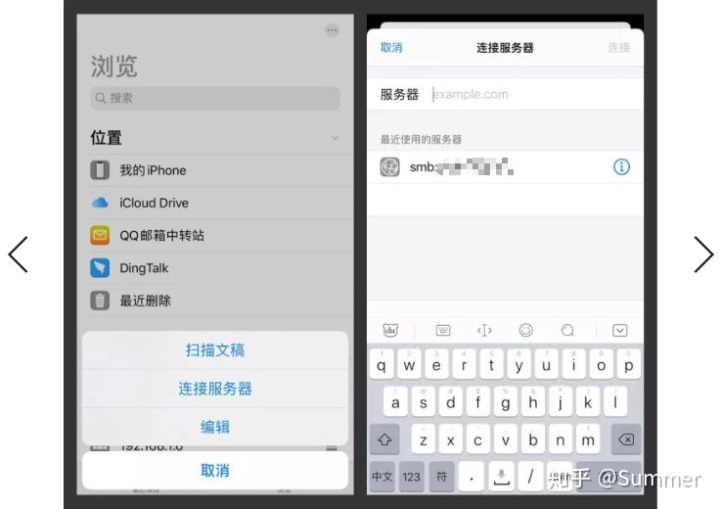 浏览
搜索
位置
我的 iPhone
iCloud Drive
QQ邮箱中转站
DingTalk
最近删除
扫描文稿
连接服务器
编辑
192.168.1.6
取消
取消 连接服务器 连接
服务器 example.com
最近使用的服务器
smb:
q w e r t y u i o p
a s d f g h j k l
z x c v b n m
中文 123 符 . /
知乎 @Summer